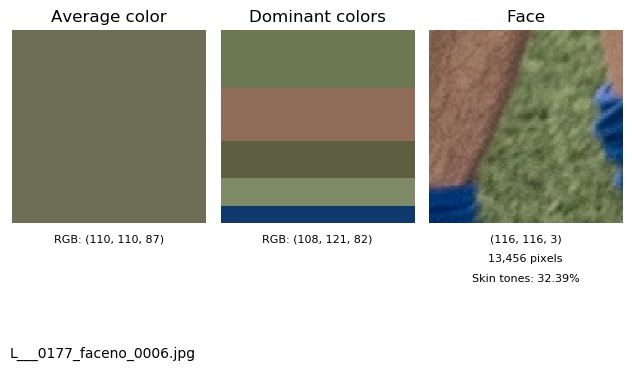 Average color
Dominant colors
Face
RGB: (110, 110, 87)
RGB: (108, 121, 82)
(116, 116, 3)
13,456 pixels
Skin tones: 32.39%
L___0177_faceno_0006.jpg